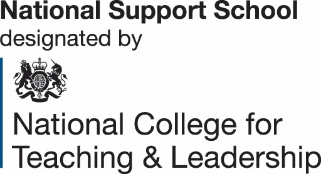 National Support School
designated by
National College for
Teaching & Leadership